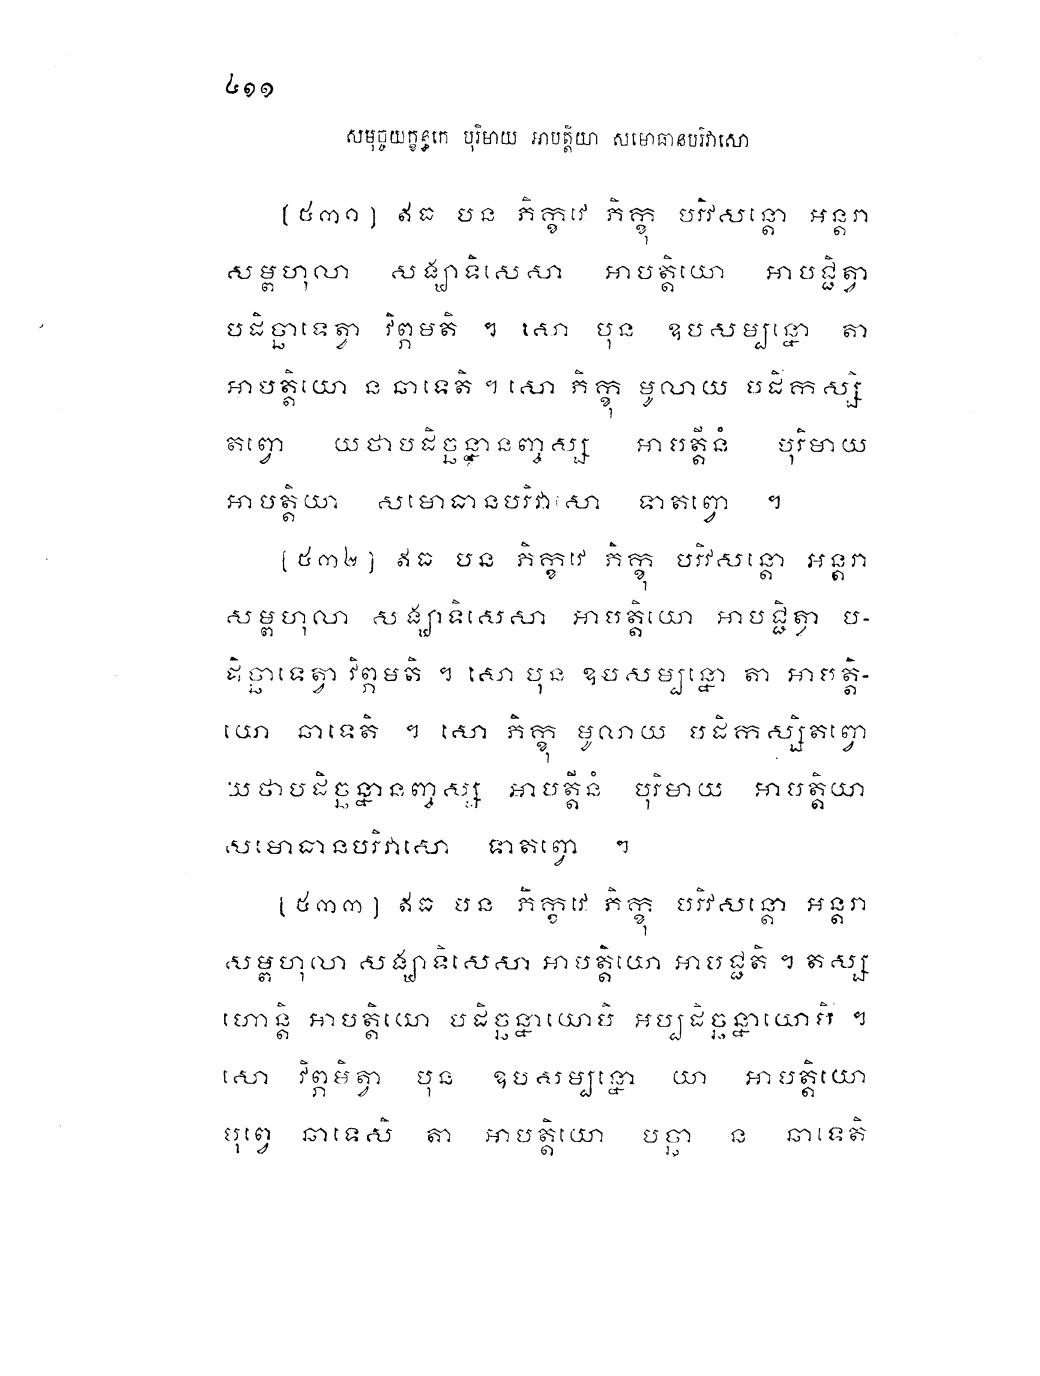 ៤១១
សមុច្ចយក្ខន្ធកេ បុរិមាយ អាបត្តិយា សមោធានបរិវាសោ
(៥៣១) ឥធ បន ភិក្ខវេ ភិក្ខុ បរិវសន្តោ អន្តរា
សម្ពហុលា សង្ឃាទិសេសា អាបត្តិយោ អាបជ្ជិត្វា
បដិច្ឆាទេត្វា វិព្ភមតិ ។ សោ បុន ឧបសម្បន្នោ តា
អាបត្តិយោ ន ឆាទេតិ ។ សោ ភិក្ខុ មូលាយ បដិកស្សិ
តព្វោ យថាបដិច្ឆន្នានញ្ចស្ស អាបត្តីនំ បុរិមាយ
អាបត្តិយា សមោធានបរិវាសោ ទាតព្វោ ។
(៥៣២) ឥធ បន ភិក្ខវេ ភិក្ខុ បរិវសន្តោ អន្តរា
សម្ពហុលា សង្ឃាទិសេសា អាបត្តិយោ អាបជ្ជិត្វា ប-
ដិច្ឆាទេត្វា វិព្ភមតិ ។ សោ បុន ឧបសម្បន្នោ តា អាបត្តិ-
យោ ឆាទេតិ ។ សោ ភិក្ខុ មូលាយ បដិកស្សិតព្វោ
យថាបដិច្ឆន្នានញ្ចស្ស អាបត្តីនំ បុរិមាយ អាបត្តិយា
សមោធានបរិវាសោ ទាតព្វោ ។
(៥៣៣) ឥធ បន ភិក្ខវេ ភិក្ខុ បរិវសន្តោ អន្តរា
សម្ពហុលា សង្ឃាទិសេសា អាបត្តិយោ អាបជ្ជតិ ។ តស្ស
ហោន្តិ អាបត្តិយោ បដិច្ឆន្នាយោបិ អប្បដិច្ឆន្នាយោបិ ។
សោ វិព្ភមិត្វា បុន ឧបសម្បន្នោ យា អាបត្តិយោ
បុព្វេ ឆាទេសិ តា អាបត្តិយោ បច្ឆា ន ឆាទេតិ